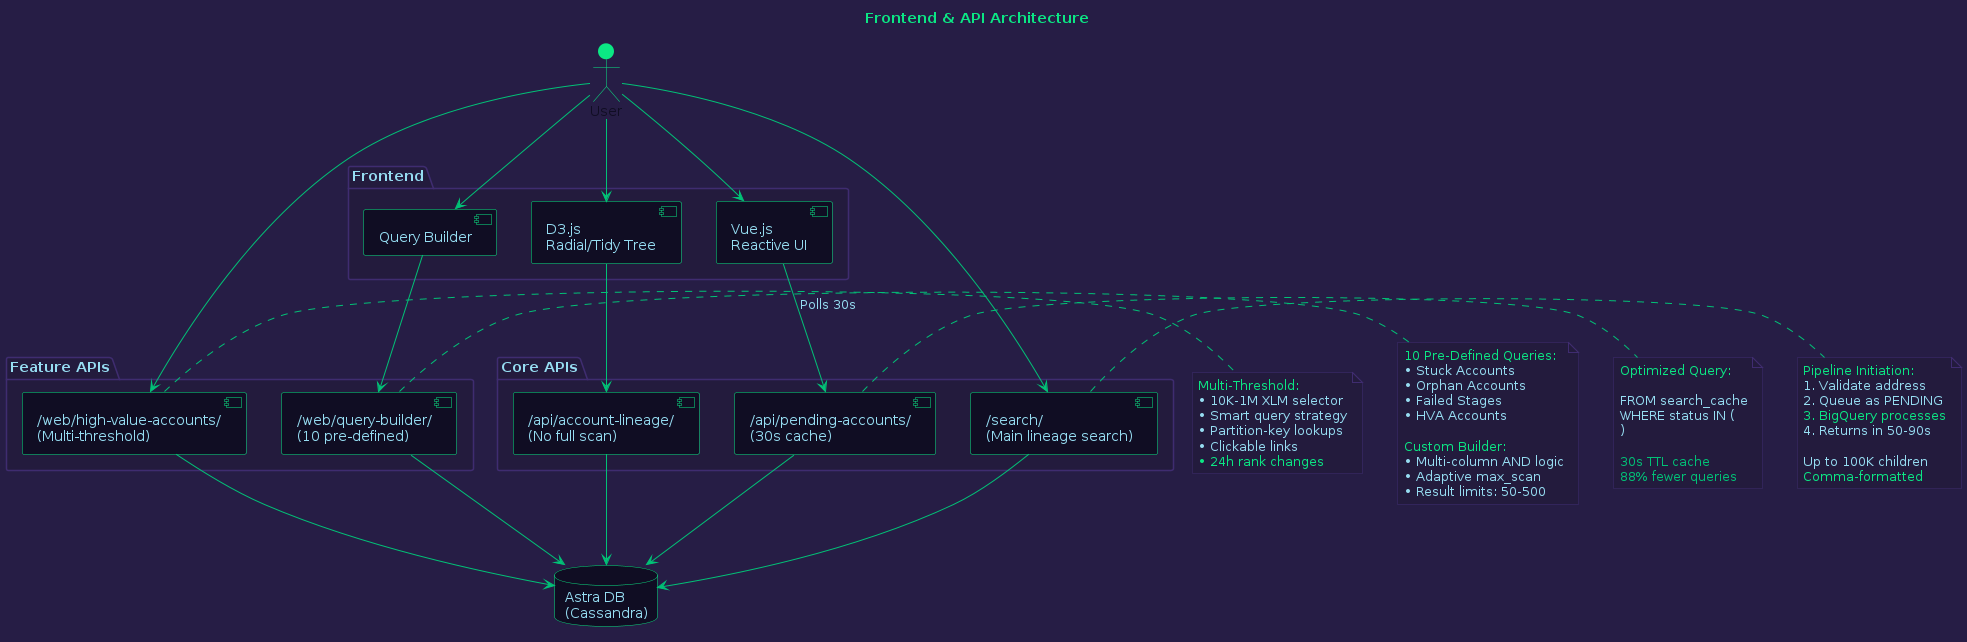 Frontend & API Architecture
User
Frontend
Query Builder
D3.js
Radial/Tidy Tree
Vue.js
Reactive UI
Polls 30s
Feature APIs
/web/high-value-accounts/
(Multi-threshold)
/web/query-builder/
(10 pre-defined)
Core APIs
/api/account-lineage/
(No full scan)
/api/pending-accounts/
(30s cache)
/search/
(Main lineage search)
Multi-Threshold:
• 10K-1M XLM selector
• Smart query strategy
• Partition-key lookups
• Clickable links
• 24h rank changes
10 Pre-Defined Queries:
• Stuck Accounts
• Orphan Accounts
• Failed Stages
• HVA Accounts
Custom Builder:
• Multi-column AND logic
• Adaptive max_scan
• Result limits: 50-500
Optimized Query:
FROM search_cache
WHERE status IN (
)
30s TTL cache
88% fewer queries
Pipeline Initiation:
1. Validate address
2. Queue as PENDING
3. BigQuery processes
4. Returns in 50-90s
Up to 100K children
Comma-formatted
Astra DB
(Cassandra)